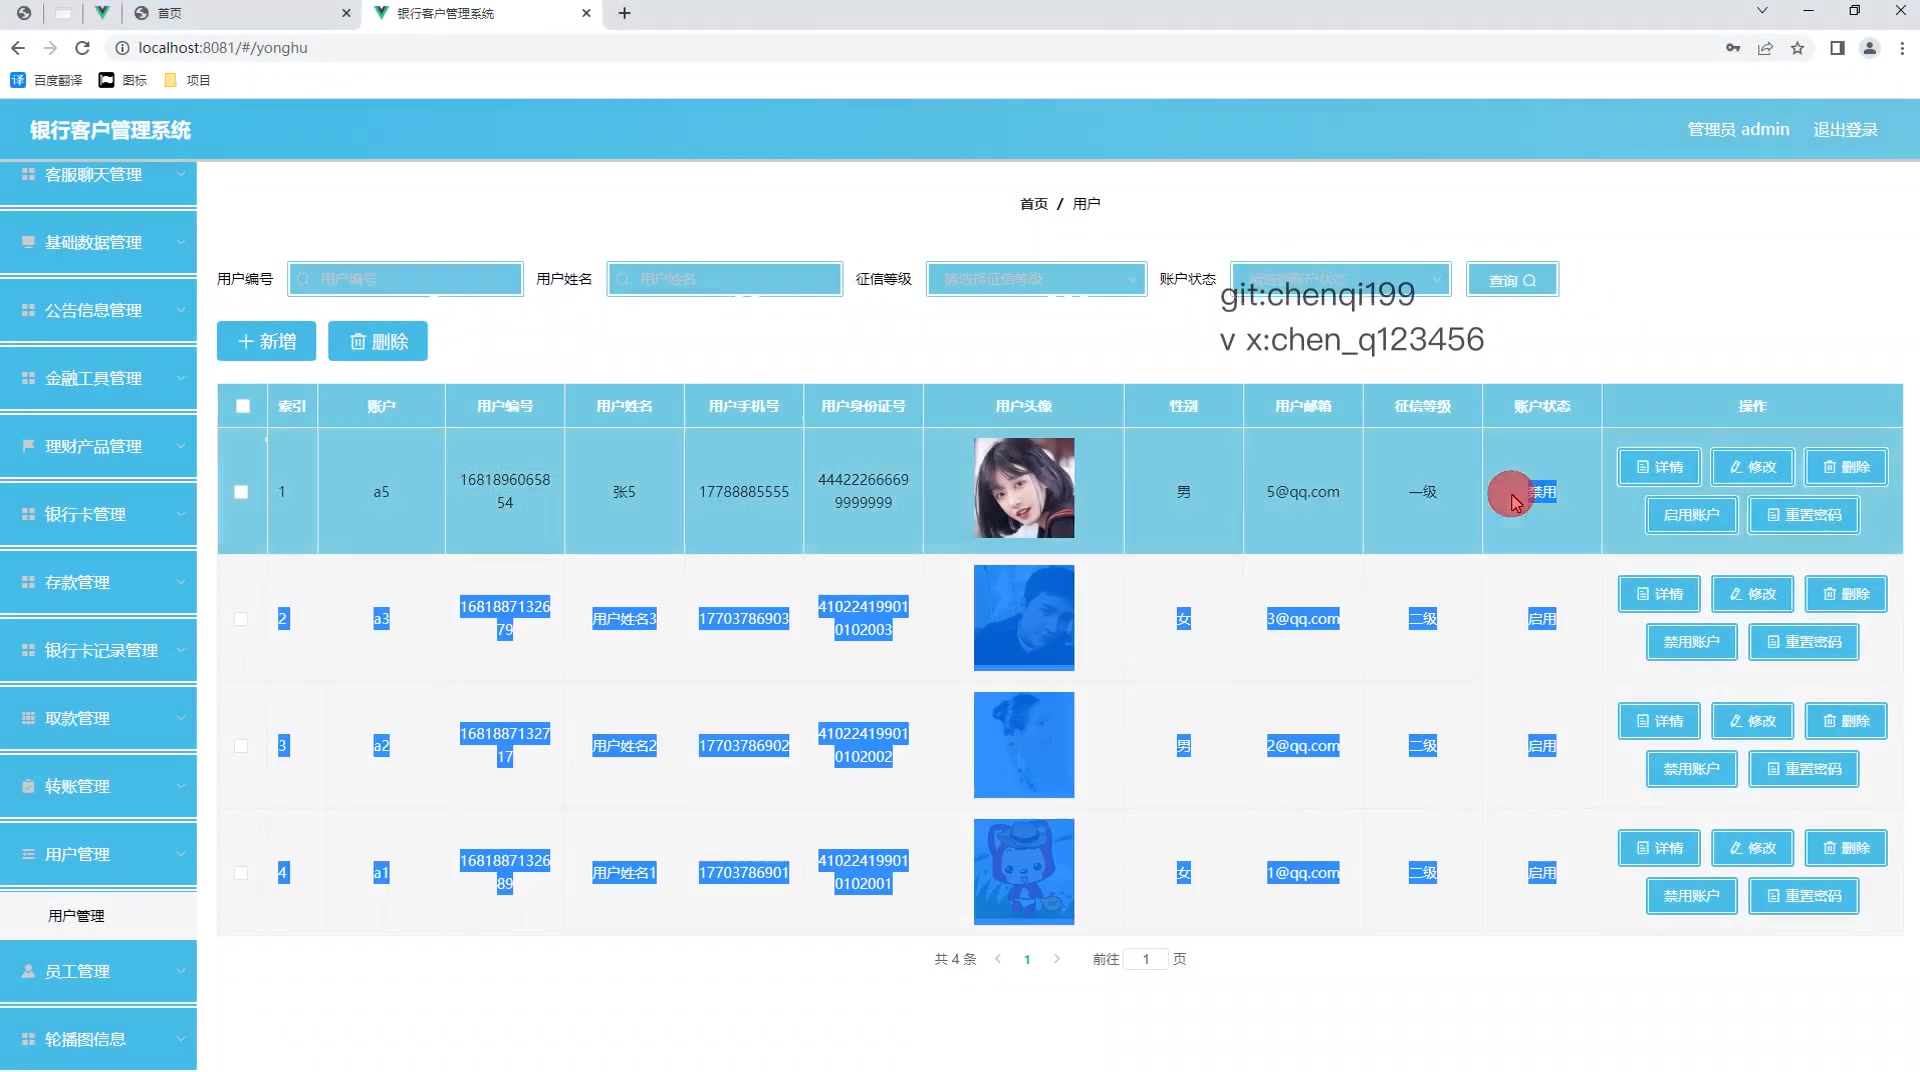 首页
银行客户管理系统
localhost:8081/#/yonghu
百度翻译 图标 项目
银行客户管理系统
管理员 admin 退出登录
客服聊天管理
基础数据管理
公告信息管理
金融工具管理
理财产品管理
银行卡管理
存款管理
银行卡记录管理
取款管理
转账管理
用户管理
用户管理
员工管理
轮播图信息
首页 / 用户
用户编号 用户编号 用户姓名 用户姓名 征信等级 请选择征信等级 账户状态 请选择账户状态 查询
git:chenqi199
v x:chen_q123456
新增 删除
索引 账户 用户编号 用户姓名 用户手机号 用户身份证号 用户头像 性别 用户邮箱 征信等级 账户状态 操作
1 a5 16818960658 张5 17788885555 44422266669 男 5@qq.com 一级 禁用 详情 修改 删除
54 9999999 启用账户 重置密码
2 a3 16818871326 用户姓名3 17703786903 41022419901 女 3@qq.com 二级 启用 详情 修改 删除
79 0102003 禁用账户 重置密码
3 a2 16818871327 用户姓名2 17703786902 41022419901 男 2@qq.com 二级 启用 详情 修改 删除
17 0102002 禁用账户 重置密码
4 a1 16818871326 用户姓名1 17703786901 41022419901 女 1@qq.com 二级 启用 详情 修改 删除
89 0102001 禁用账户 重置密码
共 4 条 1 前往 1 页